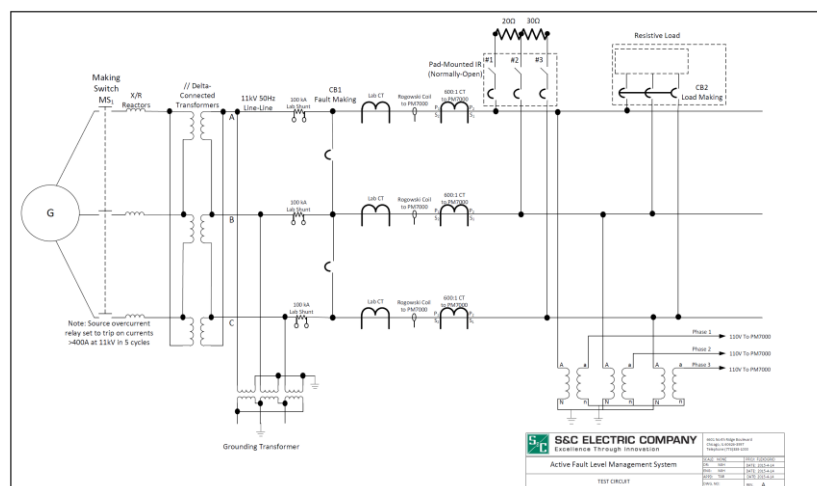 20Ω 30Ω
Resistive Load
Pad-Mounted IR
(Normally-Open)
#1 #2 #3
CB2
Load Making
Making
Switch
MS₁
X/R
Reactors
// Delta-
Connected
Transformers
11kV 50Hz
Line-Line
100 kA
Lab Shunt
CB1
Fault Making
Lab CT
Rogowski Coil
to PM7000
600:1 CT
to PM7000
A
G
B
100 kA
Lab Shunt
Lab CT
Rogowski Coil
to PM7000
600:1 CT
to PM7000
C
100 kA
Lab Shunt
Lab CT
Rogowski Coil
to PM7000
600:1 CT
to PM7000
Note: Source overcurrent
relay set to trip on currents
>400A at 11kV in 5 cycles
Phase 1 110V To PM7000
Phase 2 110V To PM7000
Phase 3 110V To PM7000
A a A a A a
N n N n N n
Grounding Transformer
S&C ELECTRIC COMPANY
Excellence Through Innovation
Active Fault Level Management System
TEST CIRCUIT